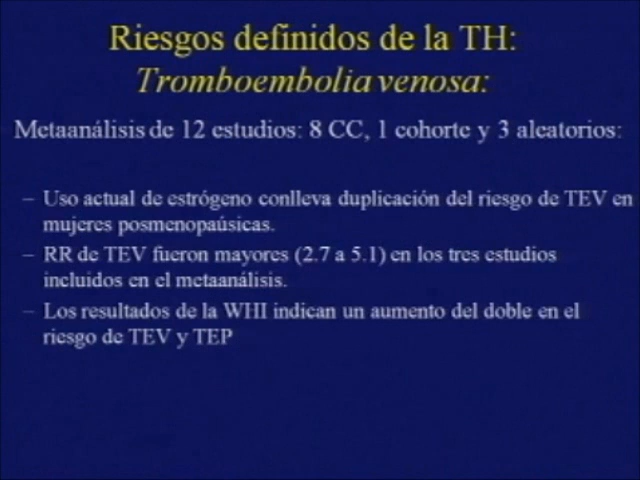 Riesgos definidos de la TH:
Tromboembolia venosa:
Metaanálisis de 12 estudios: 8 CC, 1 cohorte y 3 aleatorios:
– Uso actual de estrógeno conlleva duplicación del riesgo de TEV en
mujeres posmenopaúsicas.
– RR de TEV fueron mayores (2.7 a 5.1) en los tres estudios
incluidos en el metaanálisis.
– Los resultados de la WHI indican un aumento del doble en el
riesgo de TEV y TEP